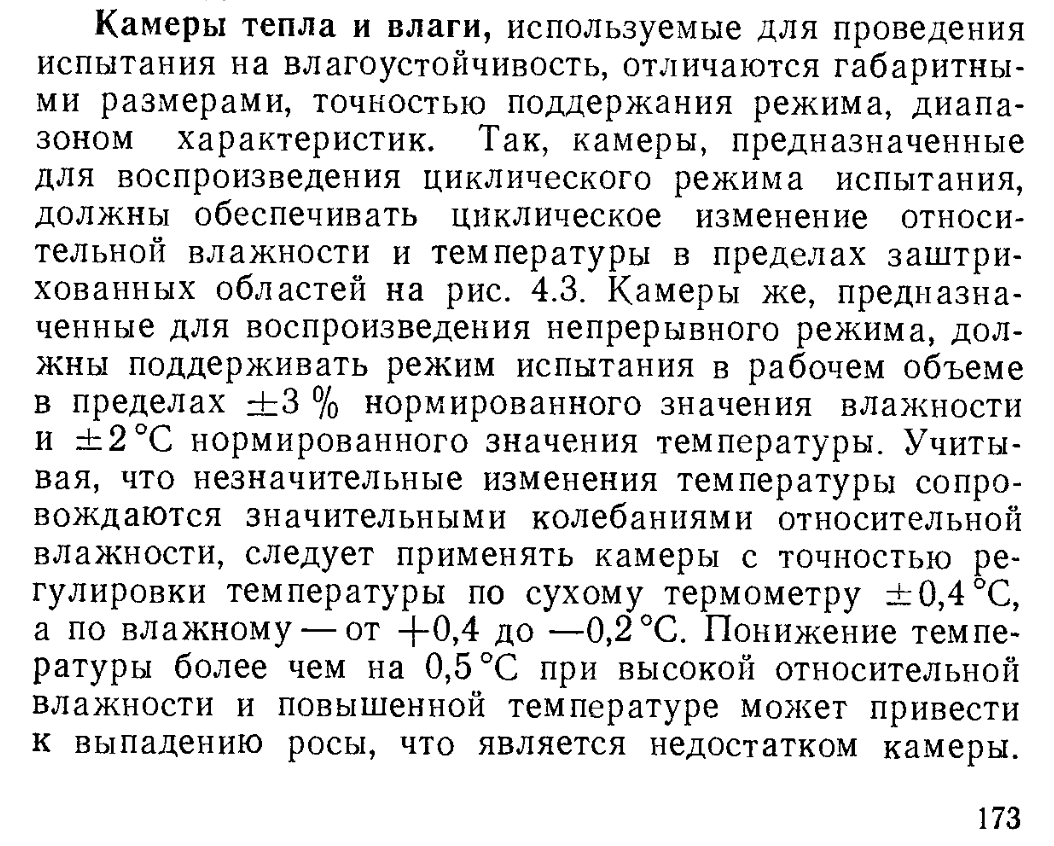 Камеры тепла и влаги, используемые для проведения
испытания на влагоустойчивость, отличаются габаритны-
ми размерами, точностью поддержания режима, диапа-
зоном характеристик. Так, камеры, предназначенные
для воспроизведения циклического режима испытания,
должны обеспечивать циклическое изменение относи-
тельной влажности и температуры в пределах заштри-
хованных областей на рис. 4.3. Камеры же, предназна-
ченные для воспроизведения непрерывного режима, дол-
жны поддерживать режим испытания в рабочем объеме
в пределах ±3 % нормированного значения влажности
и ±2 °С нормированного значения температуры. Учиты-
вая, что незначительные изменения температуры сопро-
вождаются значительными колебаниями относительной
влажности, следует применять камеры с точностью ре-
гулировки температуры по сухому термометру ±0,4 °С,
а по влажному — от +0,4 до —0,2 °С. Понижение темпе-
ратуры более чем на 0,5 °С при высокой относительной
влажности и повышенной температуре может привести
к выпадению росы, что является недостатком камеры.
173